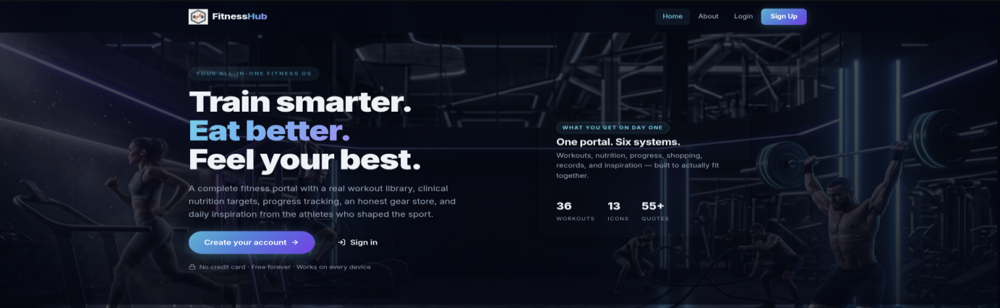 FitnessHub
Home
About
Login
Sign Up
YOUR ALL-IN-ONE FITNESS OS
Train smarter.
Eat better.
Feel your best.
A complete fitness portal with a real workout library, clinical
nutrition targets, progress tracking, an honest gear store, and
daily inspiration from the athletes who shaped the sport.
Create your account →
Sign in
No credit card · Free forever · Works on every device
WHAT YOU GET ON DAY ONE
One portal. Six systems.
Workouts, nutrition, progress, shopping,
records, and inspiration — built to actually fit
together.
36
WORKOUTS
13
ICONS
55+
QUOTES